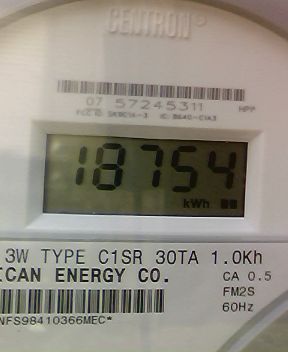 CENTRON®
07 57245311
HPP
18754
kWh
3W TYPE C1SR 30TA 1.0Kh
ICAN ENERGY CO.
CA 0.5
FM2S
60Hz
NFS98410366MEC*